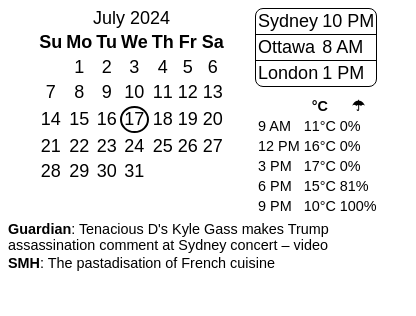 July 2024
Su Mo Tu We Th Fr Sa
1 2 3 4 5 6
7 8 9 10 11 12 13
14 15 16 17 18 19 20
21 22 23 24 25 26 27
28 29 30 31
Sydney 10 PM
Ottawa 8 AM
London 1 PM
°C ☂
9 AM 11°C 0%
12 PM 16°C 0%
3 PM 17°C 0%
6 PM 15°C 81%
9 PM 10°C 100%
Guardian: Tenacious D's Kyle Gass makes Trump
assassination comment at Sydney concert – video
SMH: The pastadisation of French cuisine